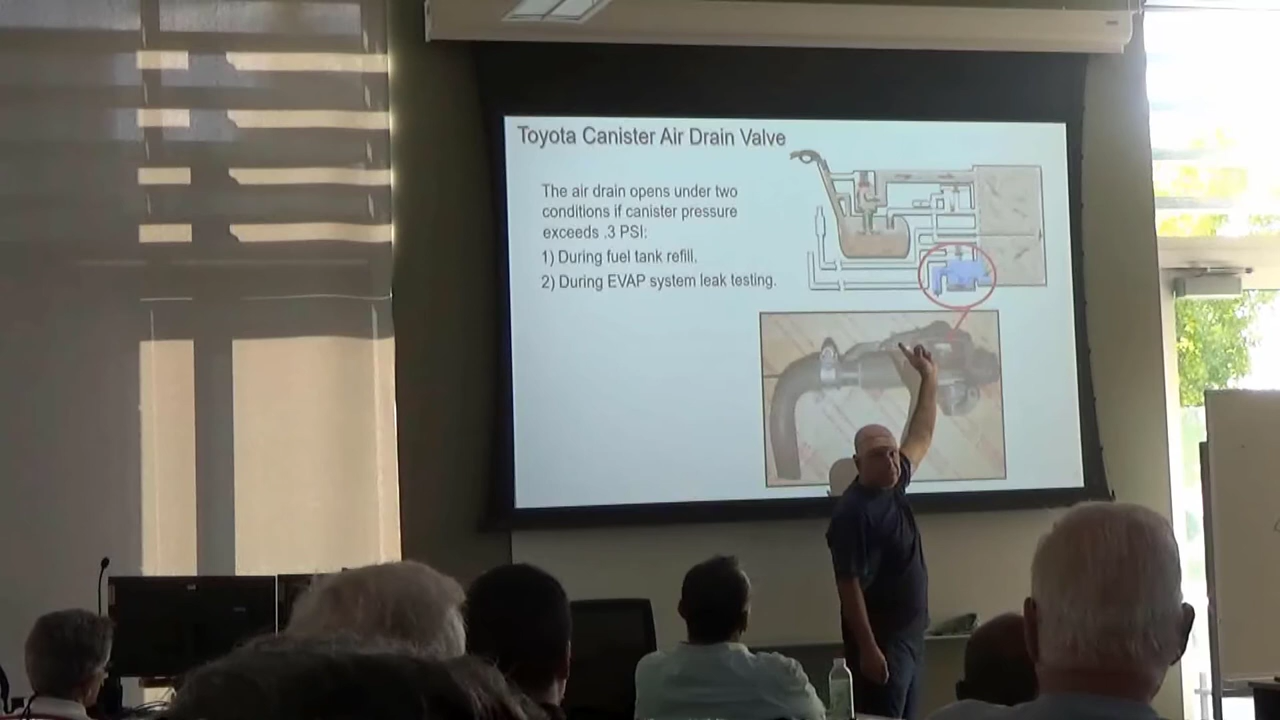 Toyota Canister Air Drain Valve
The air drain opens under two
conditions if canister pressure
exceeds .3 PSI:
1) During fuel tank refill.
2) During EVAP system leak testing.